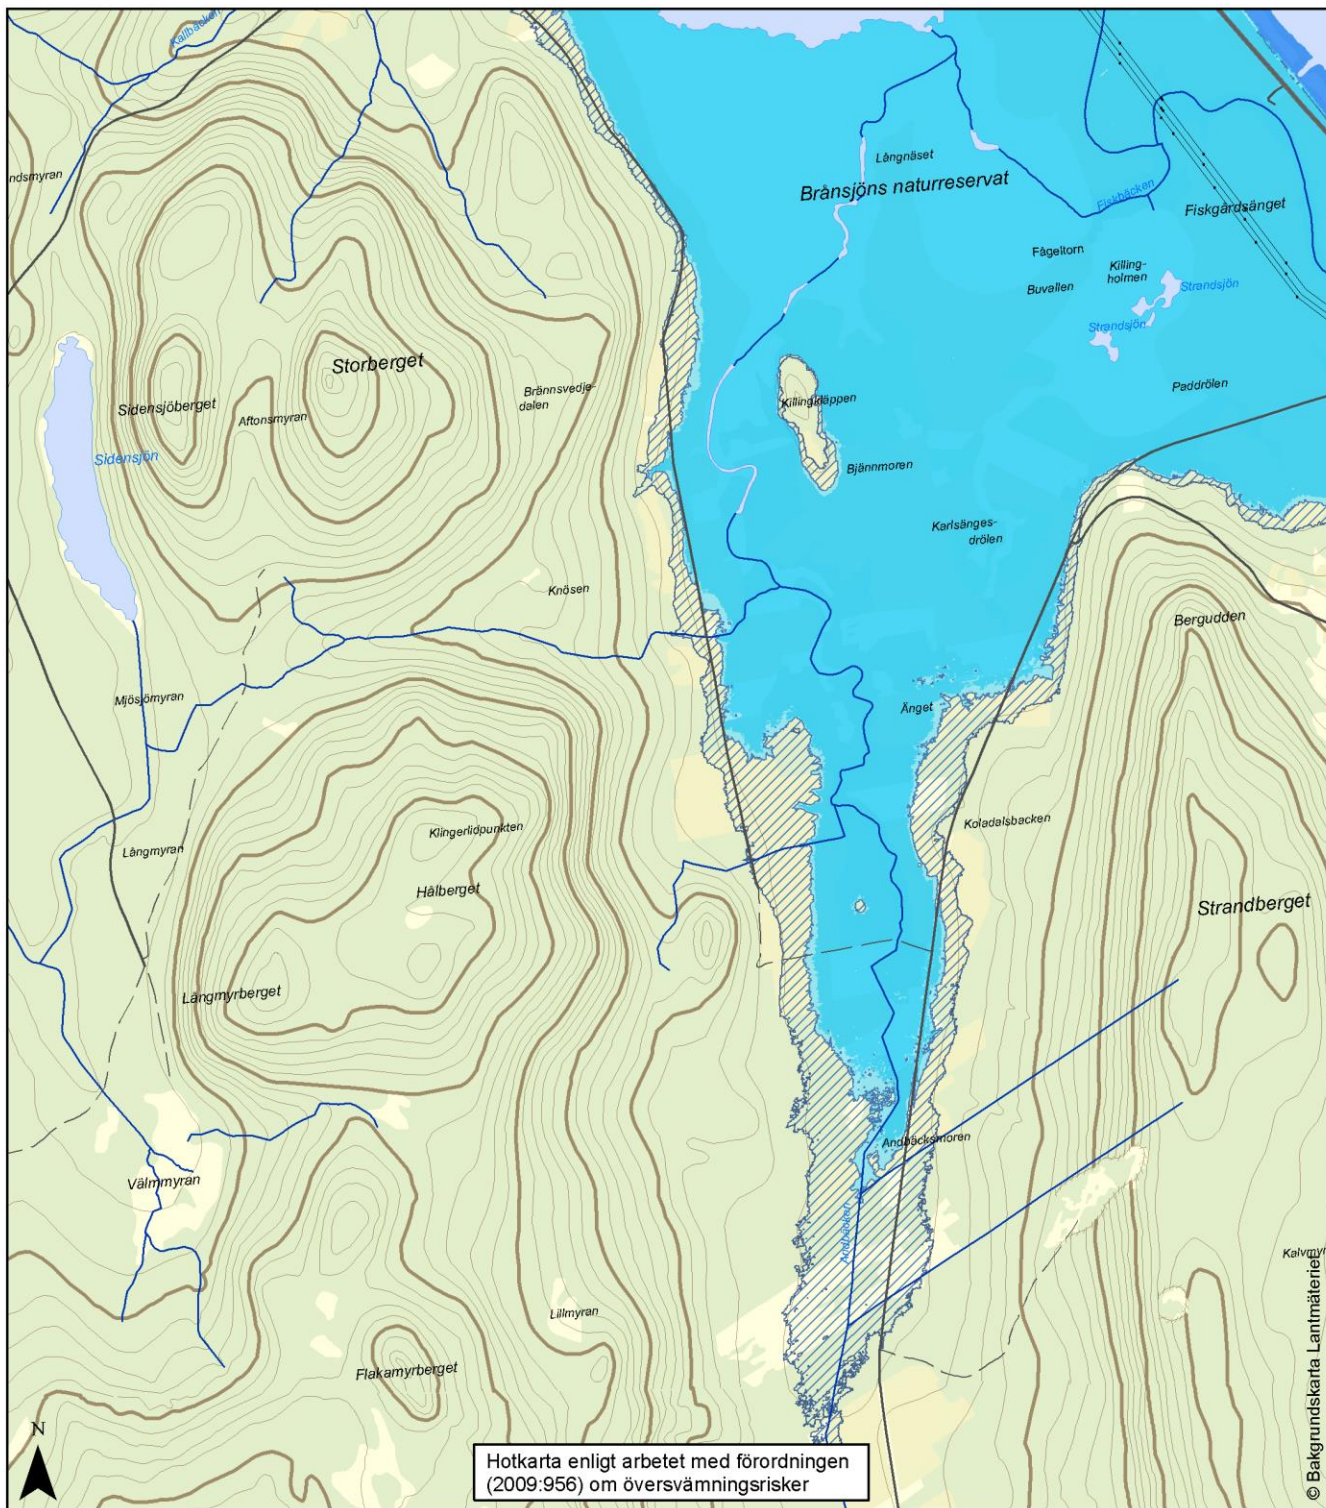 Kallbäcken
Långnäset
ndsmyran
Brånsjöns naturreservat
Fiskbäcken
Fiskgårdsänget
Fågeltorn
Killing-
holmen
Buvallen
Strandsjön
Strandsjön
Storberget
Brännsvedje-
dalen
Paddrölen
Sidensjöberget
Aftonsmyran
Killingkläppen
Sidensjön
Bjännmoren
Karlsänges-
drölen
Knösen
Bergudden
Mjösjömyran
Änget
Koladalsbacken
Klingerlidpunkten
Långmyran
Hålberget
Strandberget
Långmyrberget
Andbäcksmoren
Välmmyran
Andbäcken
Kalvmyr
Lillmyran
Flakamyrberget
N
Hotkarta enligt arbetet med förordningen
(2009:956) om översvämningsrisker
© Bakgrundskarta Lantmäteriet